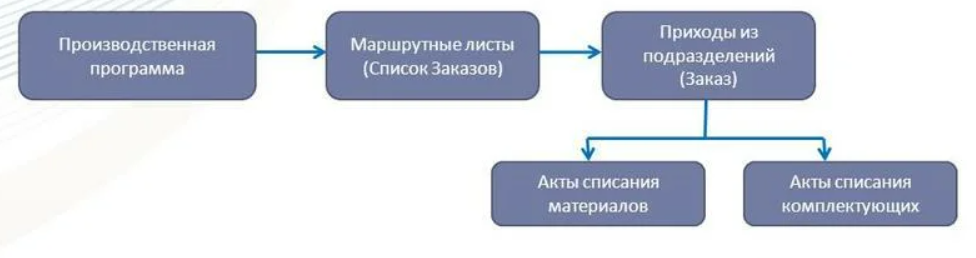 Производственная
программа
Маршрутные листы
(Список Заказов)
Приходы из
подразделений
(Заказ)
Акты списания
материалов
Акты списания
комплектующих